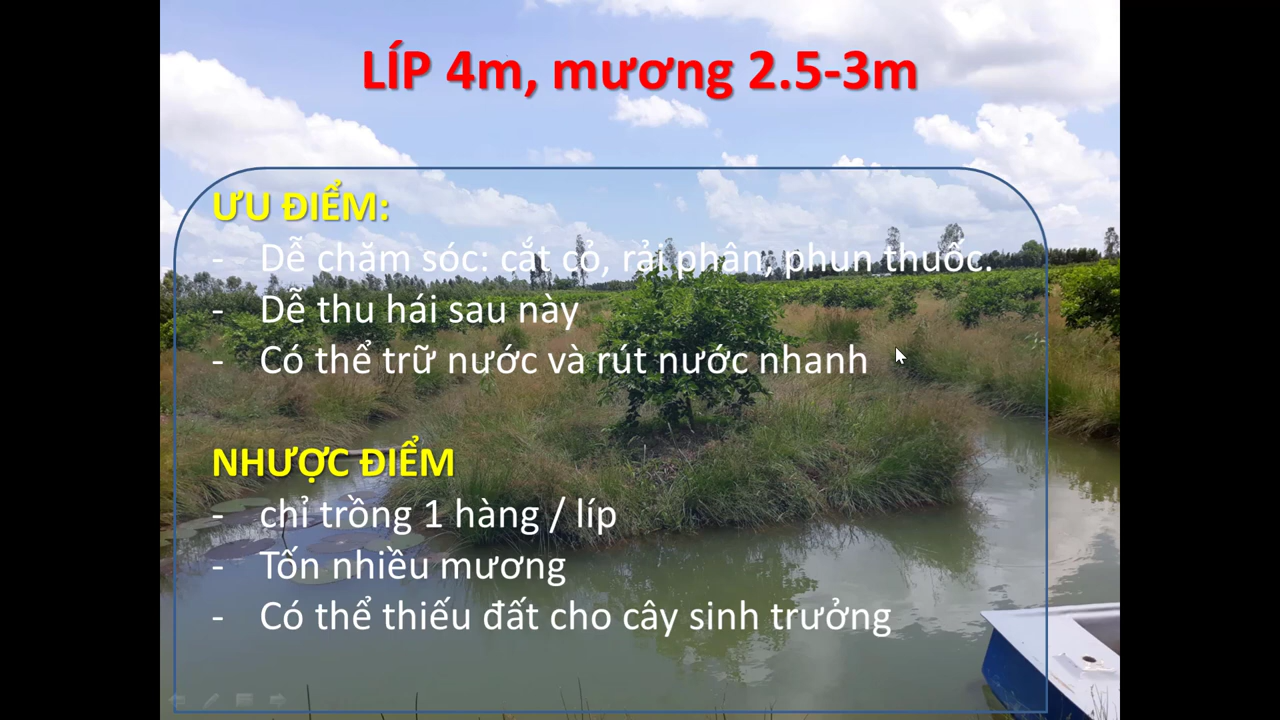 LÍP 4m, mương 2.5-3m
ƯU ĐIỂM:
- Dễ chăm sóc: cắt cỏ, rải phân, phun thuốc.
- Dễ thu hái sau này
- Có thể trữ nước và rút nước nhanh
NHƯỢC ĐIỂM
- chỉ trồng 1 hàng / líp
- Tốn nhiều mương
- Có thể thiếu đất cho cây sinh trưởng